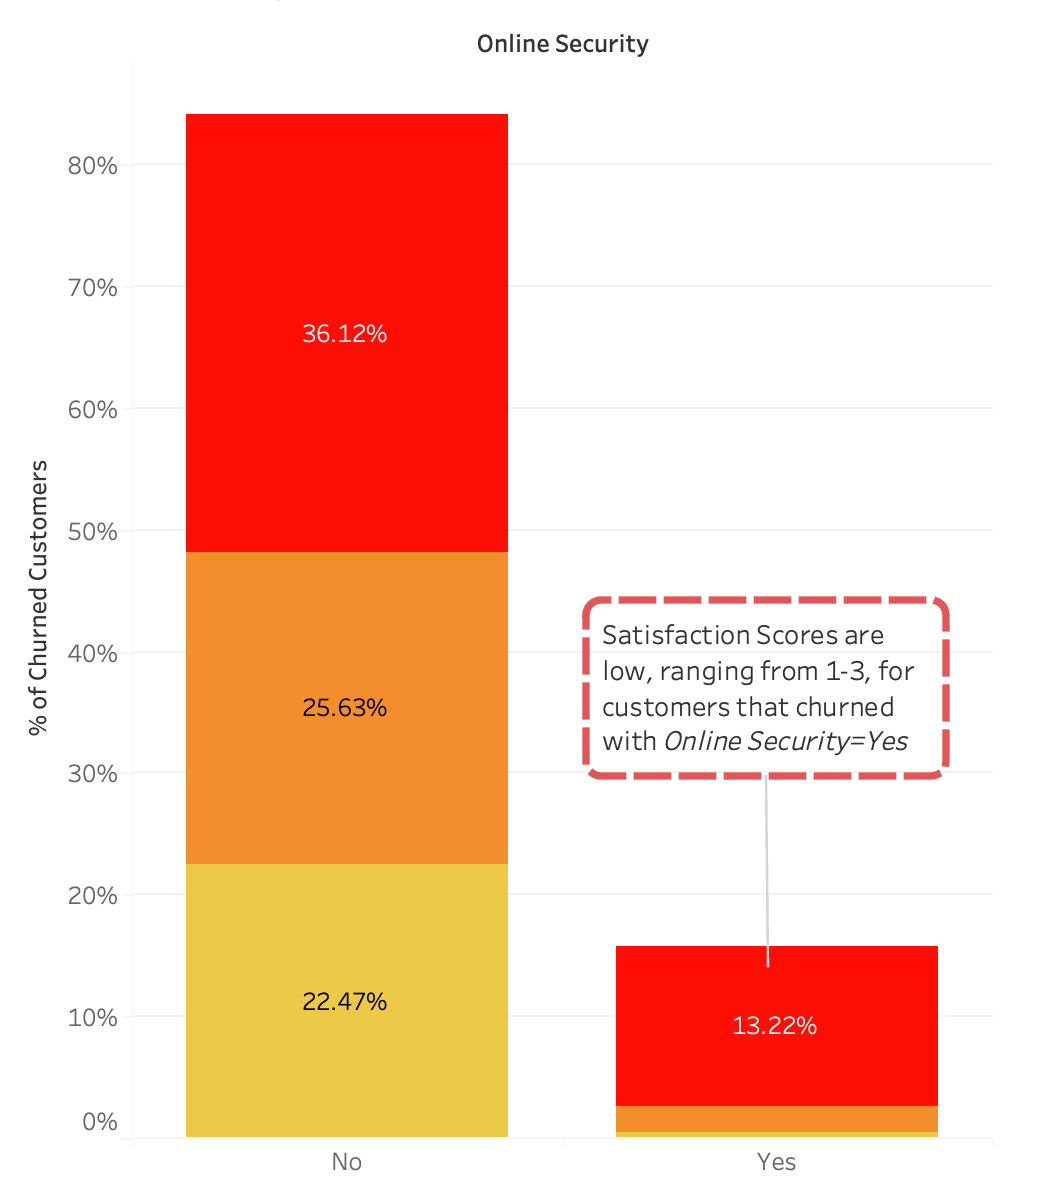 Online Security
80%
70%
60%
50%
40%
30%
20%
10%
0%
% of Churned Customers
36.12%
25.63%
22.47%
Satisfaction Scores are
low, ranging from 1-3, for
customers that churned
with Online Security=Yes
13.22%
No
Yes